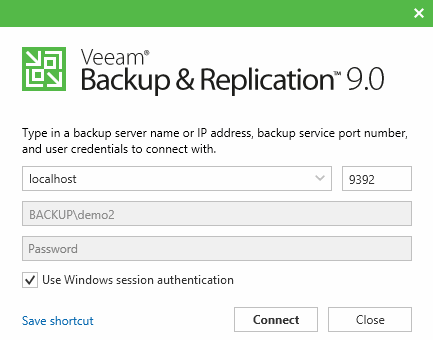 Veeam®
Backup & Replication™ 9.0
Type in a backup server name or IP address, backup service port number,
and user credentials to connect with.
localhost 9392
BACKUP\demo2
Password
Use Windows session authentication
Save shortcut Connect Close